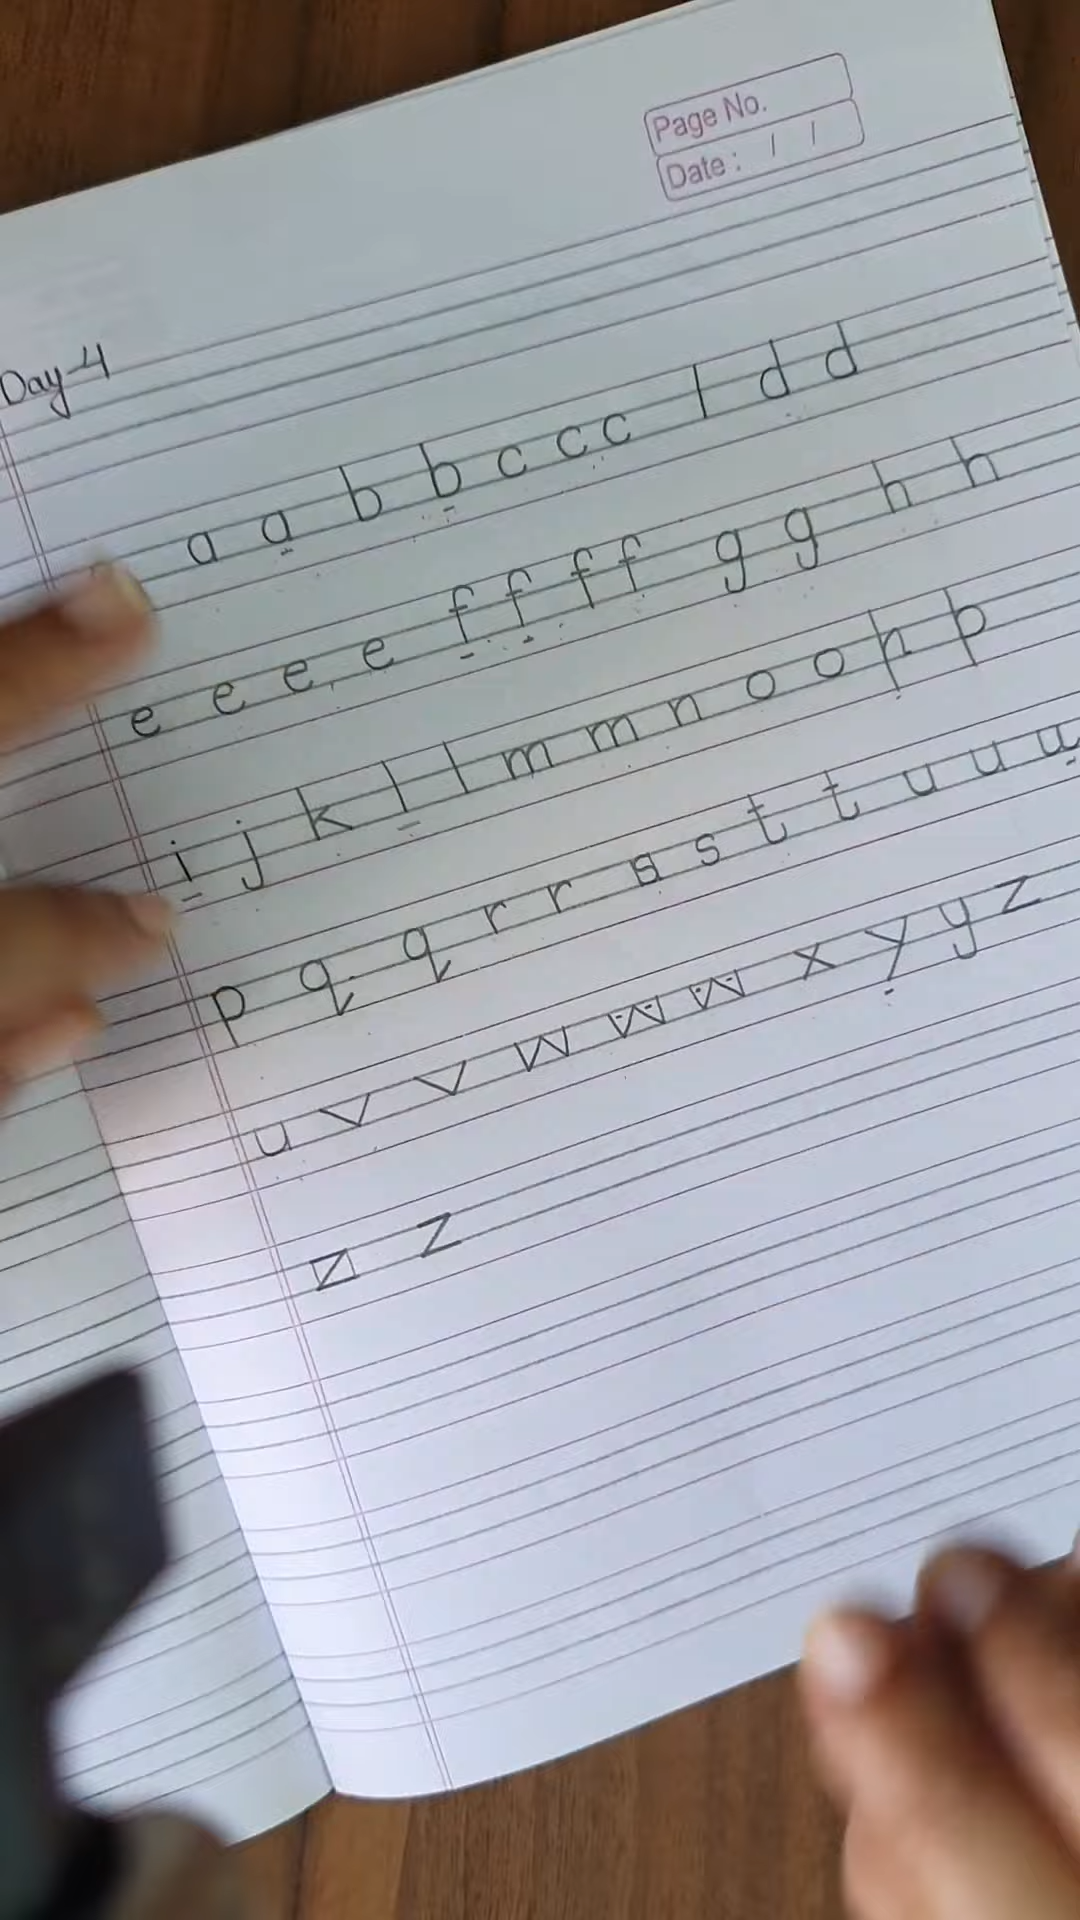 Page No.
Date : / /
Day-4
a a b b c c c l d d
e e e e f f f f g g h h
i j k l l m m n o o h p
p q q r r s s t t u u u
u v v w w w x y y z
z z